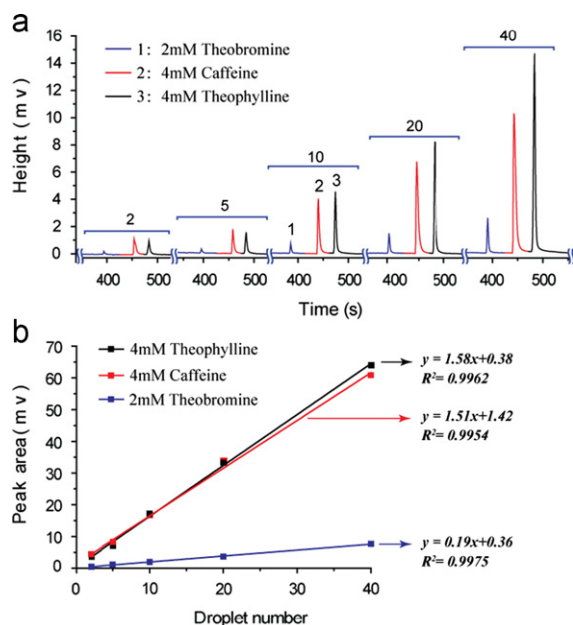 a
1: 2mM Theobromine
2: 4mM Caffeine
3: 4mM Theophylline
2
5
10
20
40
1
2
3
Height (m v)
16
14
12
10
8
6
4
2
0
400 500 400 500 400 500 400 500 400 500
Time (s)
b
4mM Theophylline
4mM Caffeine
2mM Theobromine
y = 1.58x+0.38
R²= 0.9962
y = 1.51x+1.42
R²= 0.9954
y = 0.19x+0.36
R²= 0.9975
Peak area(m v)
70
60
50
40
30
20
10
0
0 10 20 30 40
Droplet number